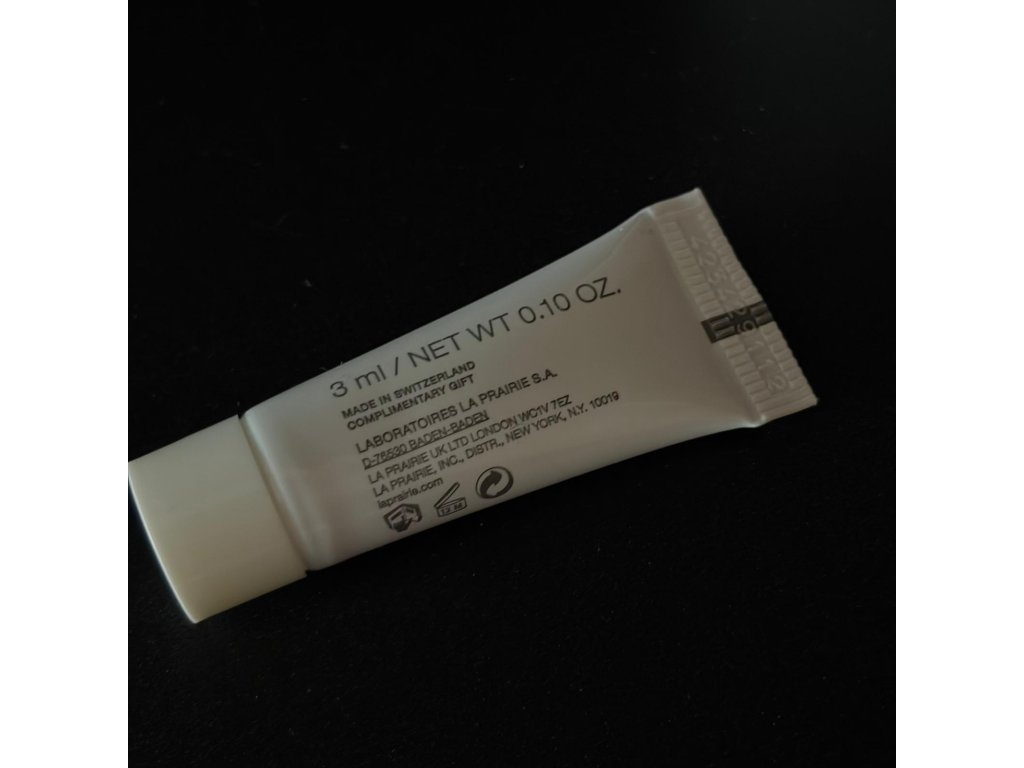 3 ml / NET WT 0.10 OZ.
MADE IN SWITZERLAND
COMPLIMENTARY GIFT
LABORATOIRES LA PRAIRIE S.A.
D-76530 BADEN-BADEN
LA PRAIRIE UK LTD LONDON WC1V 7EZ
LA PRAIRIE, INC., DISTR., NEW YORK, N.Y. 10019
laprairie.com
12 M